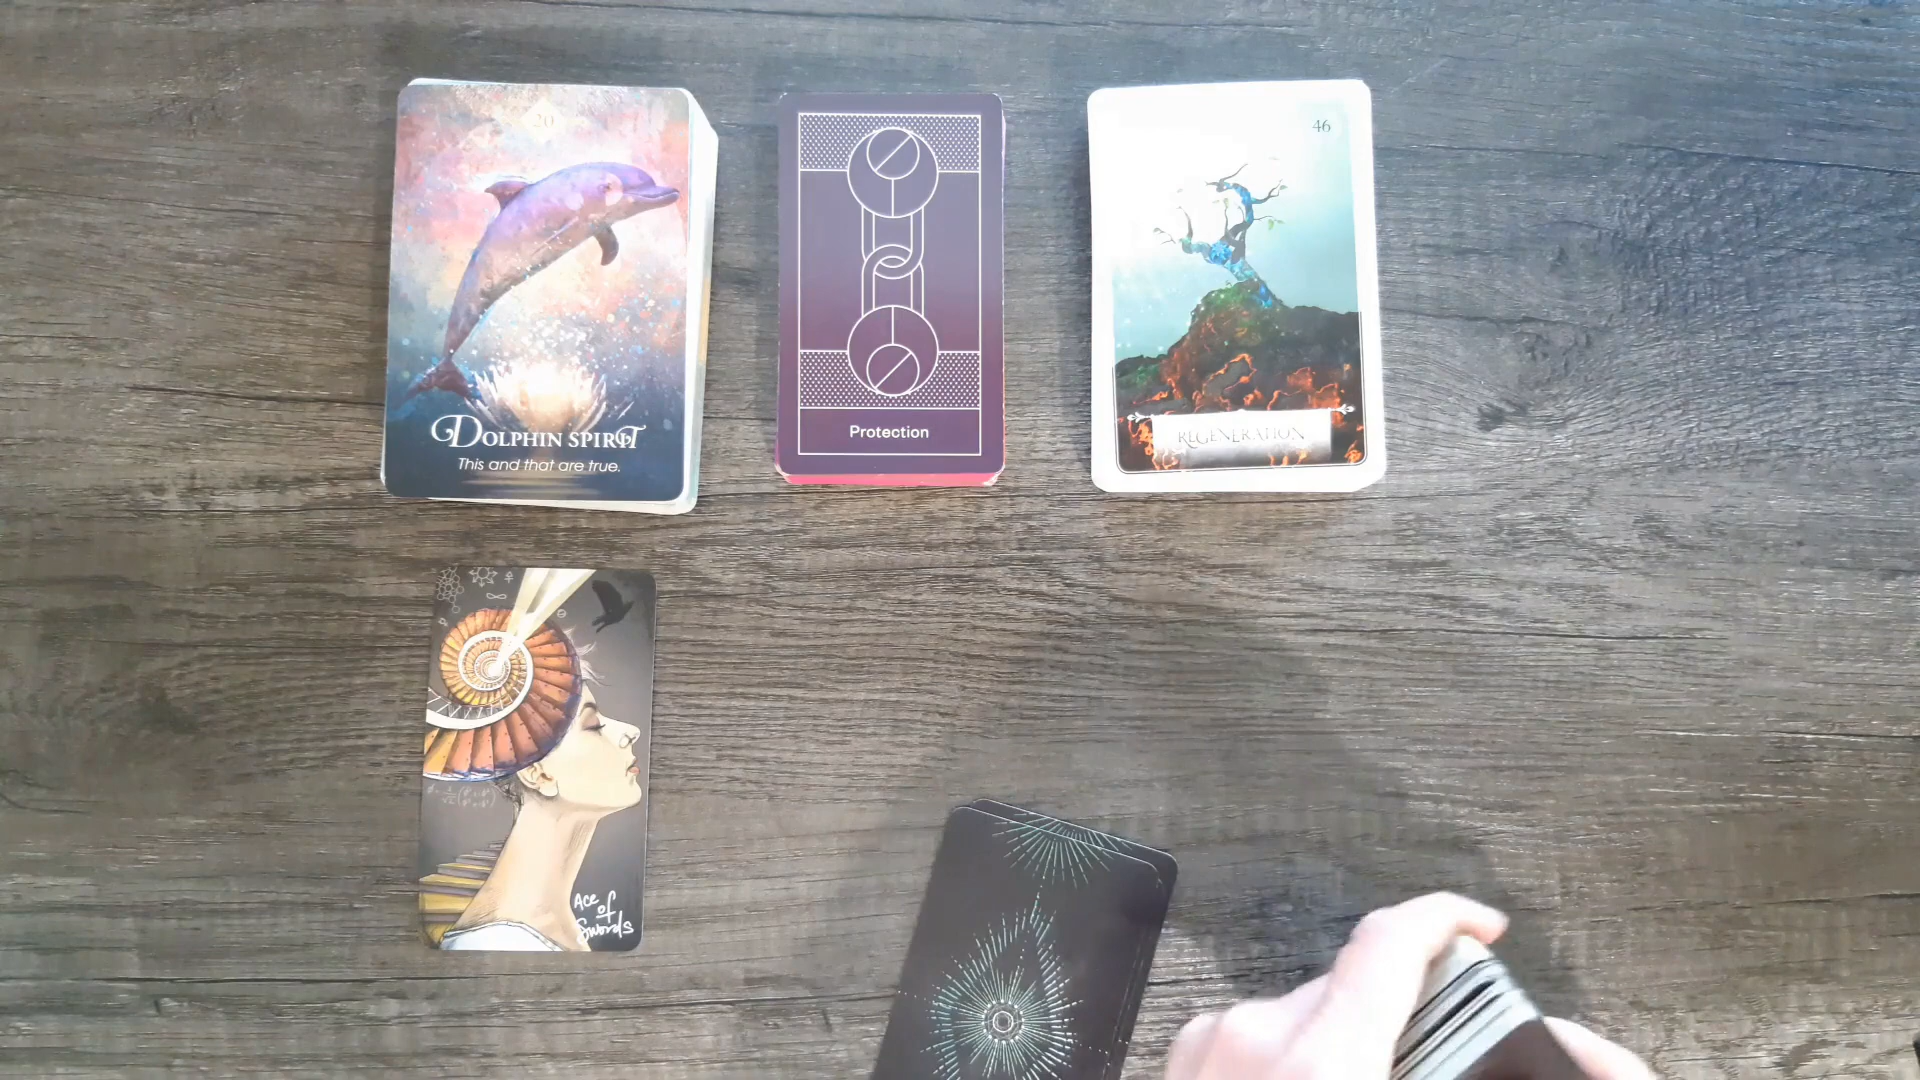 20
DOLPHIN SPIRIT
This and that are true.
Protection
46
REGENERATION
Ace
of
Swords